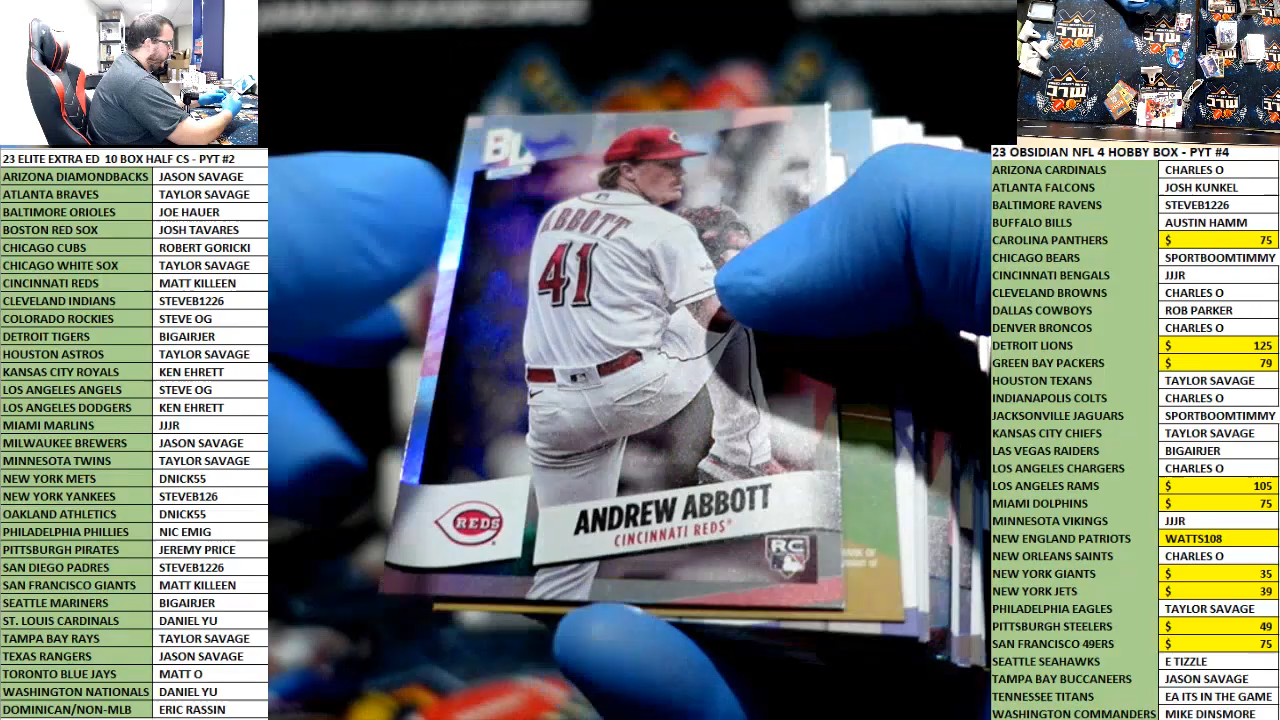 23 ELITE EXTRA ED 10 BOX HALF CS - PYT #2
ARIZONA DIAMONDBACKS JASON SAVAGE
ATLANTA BRAVES TAYLOR SAVAGE
BALTIMORE ORIOLES JOE HAUER
BOSTON RED SOX JOSH TAVARES
CHICAGO CUBS ROBERT GORICKI
CHICAGO WHITE SOX TAYLOR SAVAGE
CINCINNATI REDS MATT KILLEEN
CLEVELAND INDIANS STEVEB1226
COLORADO ROCKIES STEVE OG
DETROIT TIGERS BIGAIRJER
HOUSTON ASTROS TAYLOR SAVAGE
KANSAS CITY ROYALS KEN EHRETT
LOS ANGELES ANGELS STEVE OG
LOS ANGELES DODGERS KEN EHRETT
MIAMI MARLINS JJJR
MILWAUKEE BREWERS JASON SAVAGE
MINNESOTA TWINS TAYLOR SAVAGE
NEW YORK METS DNICK55
NEW YORK YANKEES STEVEB126
OAKLAND ATHLETICS DNICK55
PHILADELPHIA PHILLIES NIC EMIG
PITTSBURGH PIRATES JEREMY PRICE
SAN DIEGO PADRES STEVEB1226
SAN FRANCISCO GIANTS MATT KILLEEN
SEATTLE MARINERS BIGAIRJER
ST. LOUIS CARDINALS DANIEL YU
TAMPA BAY RAYS TAYLOR SAVAGE
TEXAS RANGERS JASON SAVAGE
TORONTO BLUE JAYS MATT O
WASHINGTON NATIONALS DANIEL YU
DOMINICAN/NON-MLB ERIC RASSIN
BL
ABBOTT
41
REDS
ANDREW ABBOTT
CINCINNATI REDS
RC
23 OBSIDIAN NFL 4 HOBBY BOX - PYT #4
ARIZONA CARDINALS CHARLES O
ATLANTA FALCONS JOSH KUNKEL
BALTIMORE RAVENS STEVEB1226
BUFFALO BILLS AUSTIN HAMM
CAROLINA PANTHERS $ 75
CHICAGO BEARS SPORTBOOMTIMMY
CINCINNATI BENGALS JJJR
CLEVELAND BROWNS CHARLES O
DALLAS COWBOYS ROB PARKER
DENVER BRONCOS CHARLES O
DETROIT LIONS $ 125
GREEN BAY PACKERS $ 79
HOUSTON TEXANS TAYLOR SAVAGE
INDIANAPOLIS COLTS CHARLES O
JACKSONVILLE JAGUARS SPORTBOOMTIMMY
KANSAS CITY CHIEFS TAYLOR SAVAGE
LAS VEGAS RAIDERS BIGAIRJER
LOS ANGELES CHARGERS CHARLES O
LOS ANGELES RAMS $ 105
MIAMI DOLPHINS $ 75
MINNESOTA VIKINGS JJJR
NEW ENGLAND PATRIOTS WATTS108
NEW ORLEANS SAINTS CHARLES O
NEW YORK GIANTS $ 35
NEW YORK JETS $ 39
PHILADELPHIA EAGLES TAYLOR SAVAGE
PITTSBURGH STEELERS $ 49
SAN FRANCISCO 49ERS $ 75
SEATTLE SEAHAWKS E TIZZLE
TAMPA BAY BUCCANEERS JASON SAVAGE
TENNESSEE TITANS EA ITS IN THE GAME
WASHINGTON COMMANDERS MIKE DINSMORE